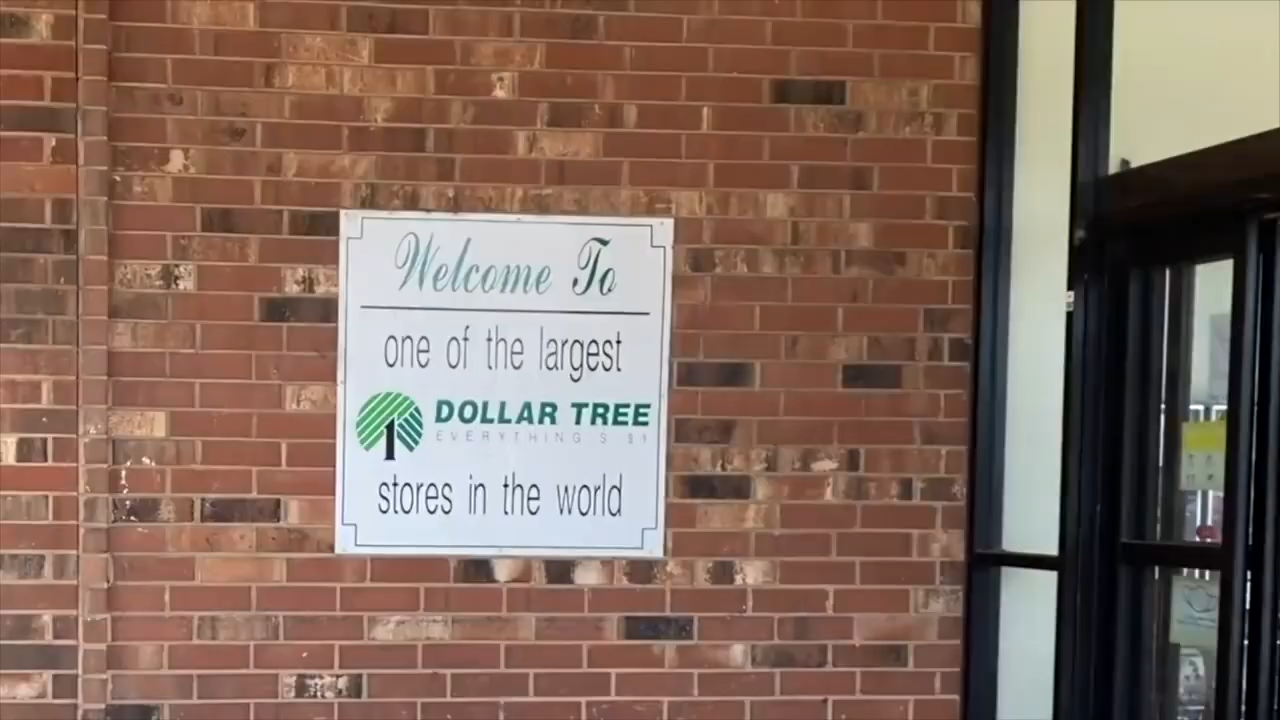 Welcome To
one of the largest
DOLLAR TREE
EVERYTHING'S $1
stores in the world